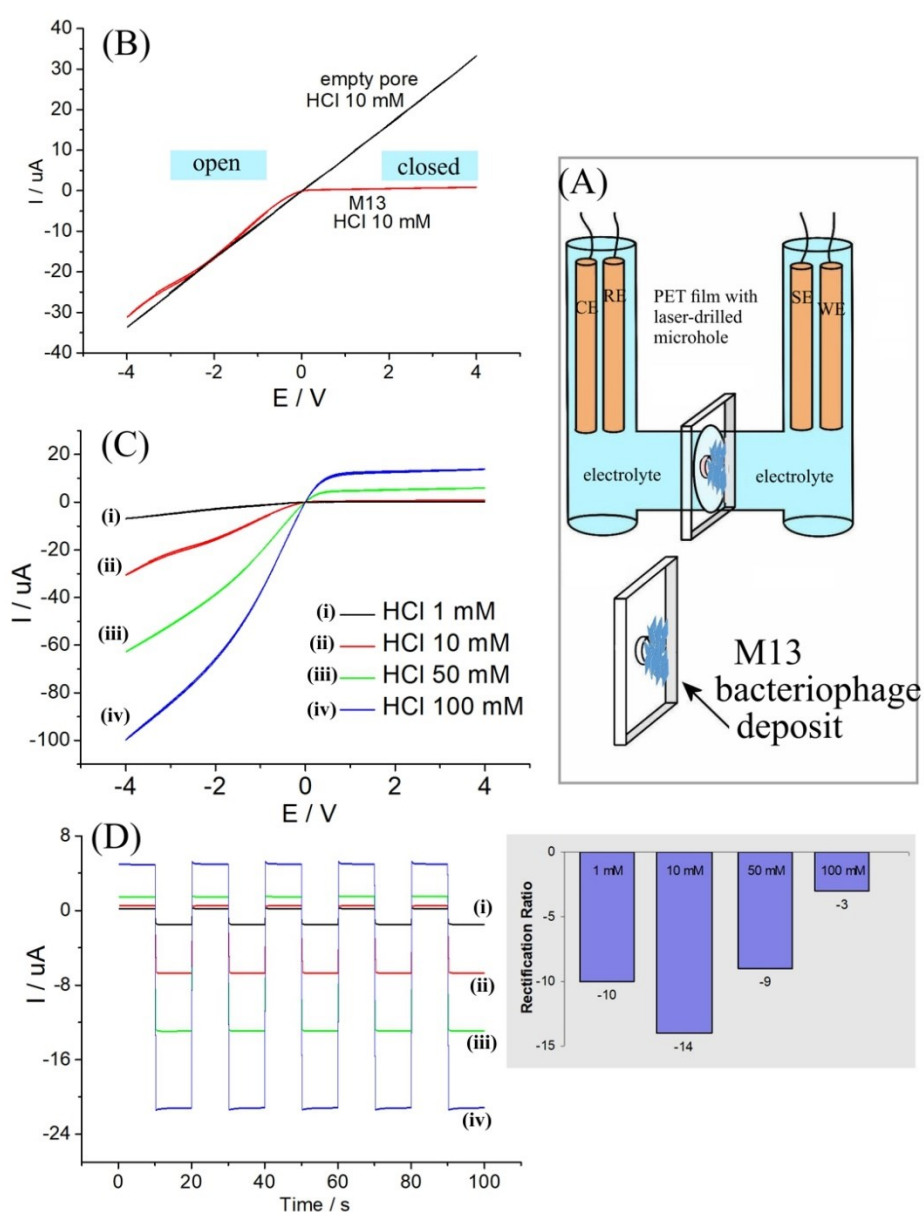 (B)
40
30
20
10
0
-10
-20
-30
-40
I / uA
empty pore
HCl 10 mM
open
closed
M13
HCl 10 mM
-4
-2
0
2
4
E / V
(A)
CE
RE
SE
WE
PET film with
laser-drilled
microhole
electrolyte
electrolyte
M13
bacteriophage
deposit
(C)
20
0
-20
-40
-60
-80
-100
I / uA
(i)
(ii)
(iii)
(iv)
(i) HCl 1 mM
(ii) HCl 10 mM
(iii) HCl 50 mM
(iv) HCl 100 mM
-4
-2
0
2
4
E / V
(D)
8
0
-8
-16
-24
I / uA
(i)
(ii)
(iii)
(iv)
0
20
40
60
80
100
Time / s
0
-5
-10
-15
Rectification Ratio
1 mM
10 mM
50 mM
100 mM
-10
-14
-9
-3